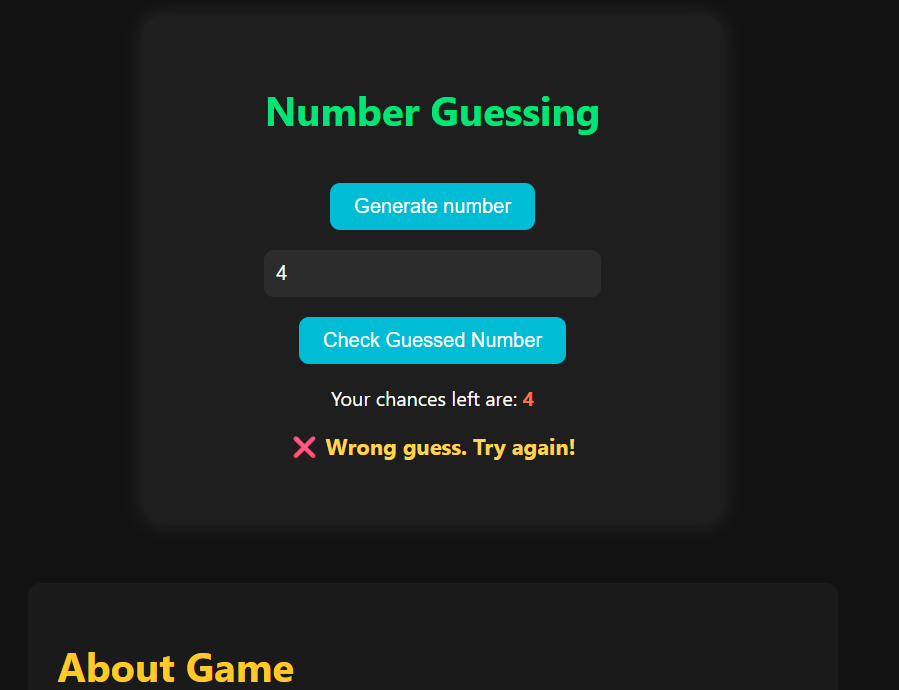 Number Guessing
Generate number
4
Check Guessed Number
Your chances left are: 4
❌ Wrong guess. Try again!
About Game